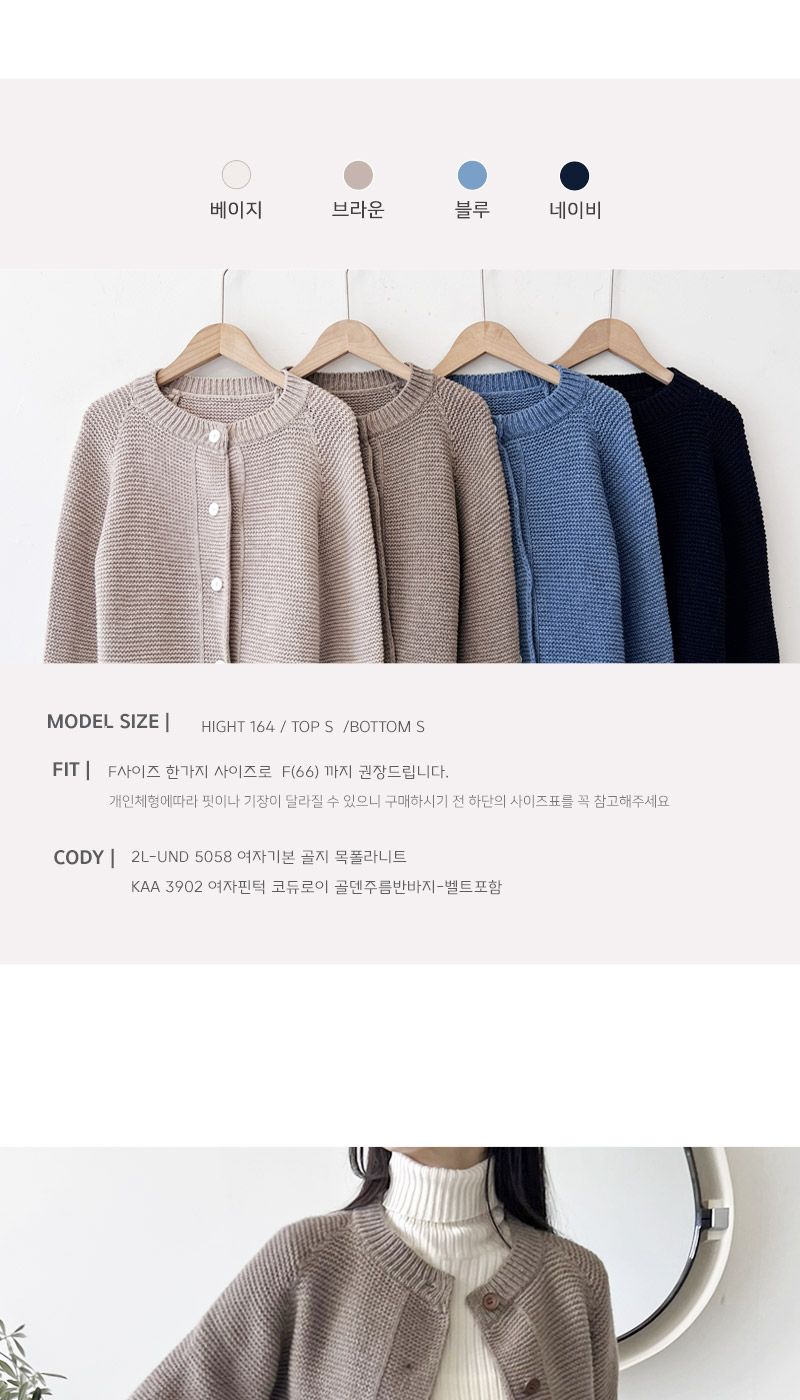 베이지 브라운 블루 네이비
MODEL SIZE | HIGHT 164 / TOP S /BOTTOM S
FIT | F사이즈 한가지 사이즈로 F(66) 까지 권장드립니다.
개인체형에따라 핏이나 기장이 달라질 수 있으니 구매하시기 전 하단의 사이즈표를 꼭 참고해주세요
CODY | 2L-UND 5058 여자기본 골지 목폴라니트
KAA 3902 여자핀턱 코듀로이 골덴주름반바지-벨트포함